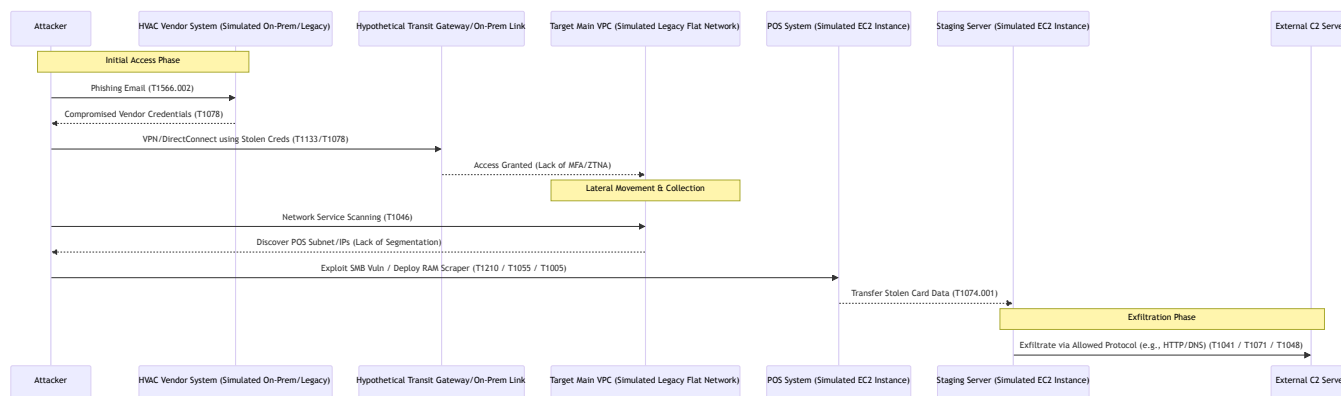 Attacker
HVAC Vendor System (Simulated On-Prem/Legacy)
Hypothetical Transit Gateway/On-Prem Link
Target Main VPC (Simulated Legacy Flat Network)
POS System (Simulated EC2 Instance)
Staging Server (Simulated EC2 Instance)
External C2 Serve
Initial Access Phase
Phishing Email (T1566.002)
Compromised Vendor Credentials (T1078)
VPN/DirectConnect using Stolen Creds (T1133/T1078)
Access Granted (Lack of MFA/ZTNA)
Lateral Movement & Collection
Network Service Scanning (T1046)
Discover POS Subnet/IPs (Lack of Segmentation)
Exploit SMB Vuln / Deploy RAM Scraper (T1210 / T1055 / T1005)
Transfer Stolen Card Data (T1074.001)
Exfiltration Phase
Exfiltrate via Allowed Protocol (e.g., HTTP/DNS) (T1041 / T1071 / T1048)
Attacker
HVAC Vendor System (Simulated On-Prem/Legacy)
Hypothetical Transit Gateway/On-Prem Link
Target Main VPC (Simulated Legacy Flat Network)
POS System (Simulated EC2 Instance)
Staging Server (Simulated EC2 Instance)
External C2 Serve